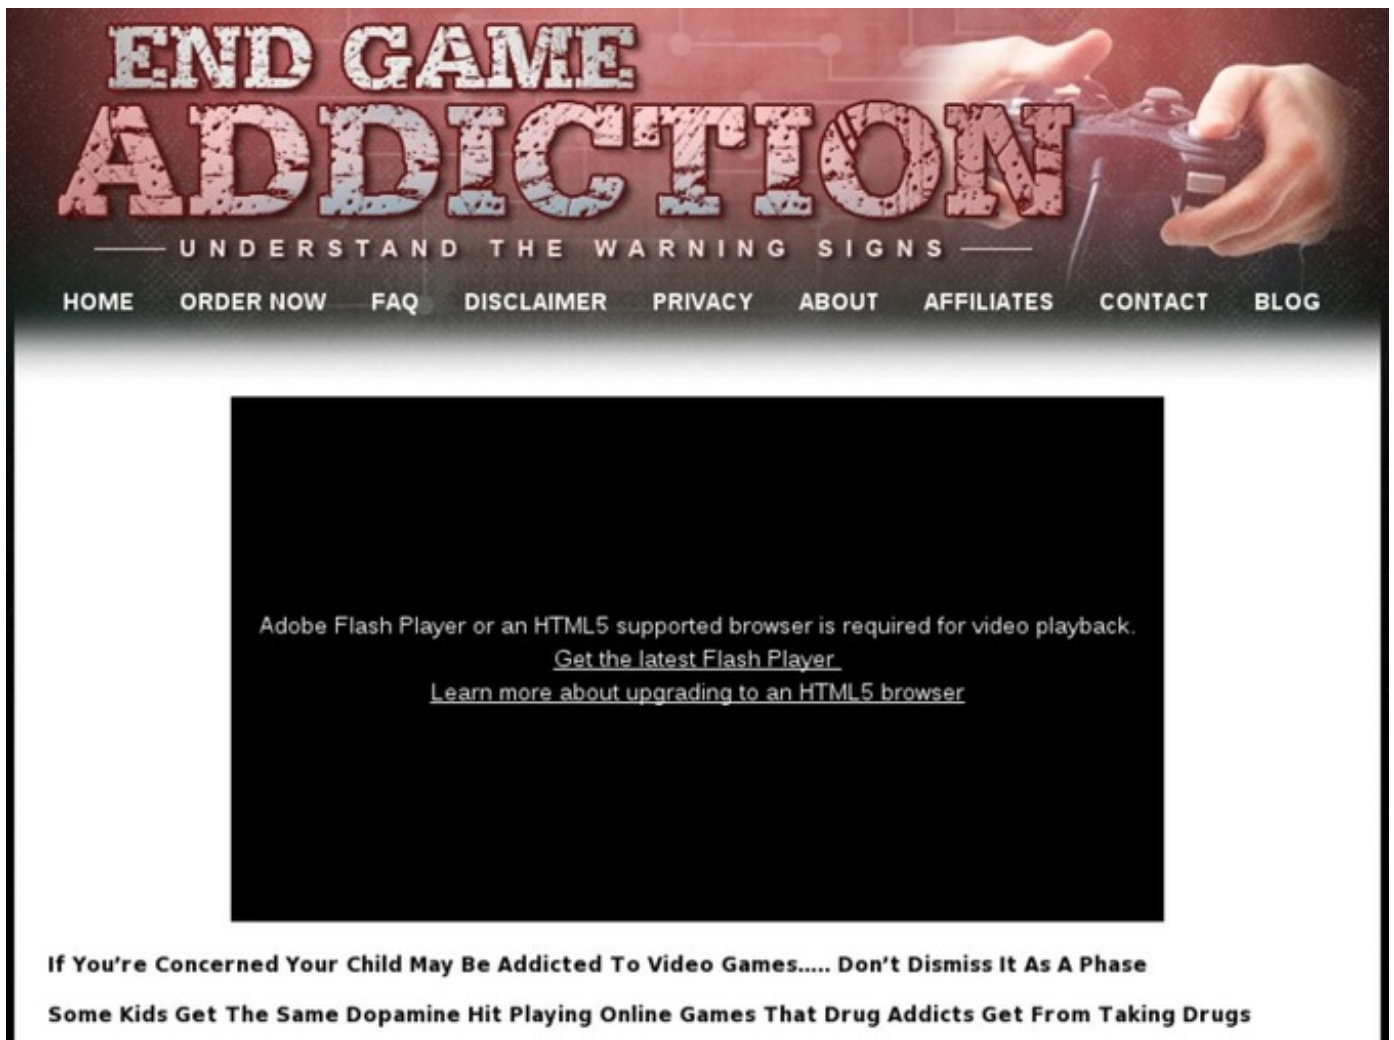 END GAME
ADDICTION
UNDERSTAND THE WARNING SIGNS
HOME ORDER NOW FAQ DISCLAIMER PRIVACY ABOUT AFFILIATES CONTACT BLOG
Adobe Flash Player or an HTML5 supported browser is required for video playback.
Get the latest Flash Player
Learn more about upgrading to an HTML5 browser
If You’re Concerned Your Child May Be Addicted To Video Games..... Don’t Dismiss It As A Phase
Some Kids Get The Same Dopamine Hit Playing Online Games That Drug Addicts Get From Taking Drugs